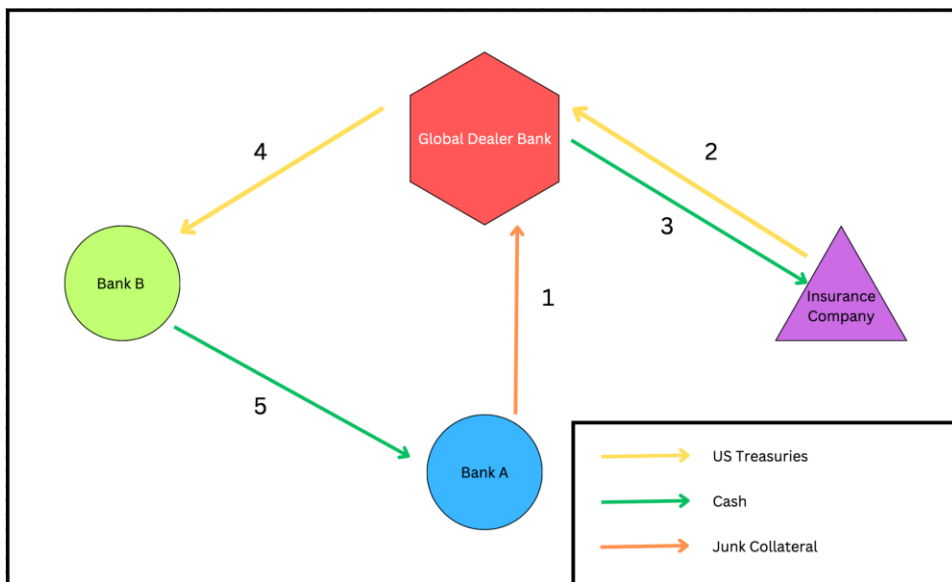 Global Dealer Bank
4
2
3
Bank B
Insurance
Company
1
5
Bank A
US Treasuries
Cash
Junk Collateral